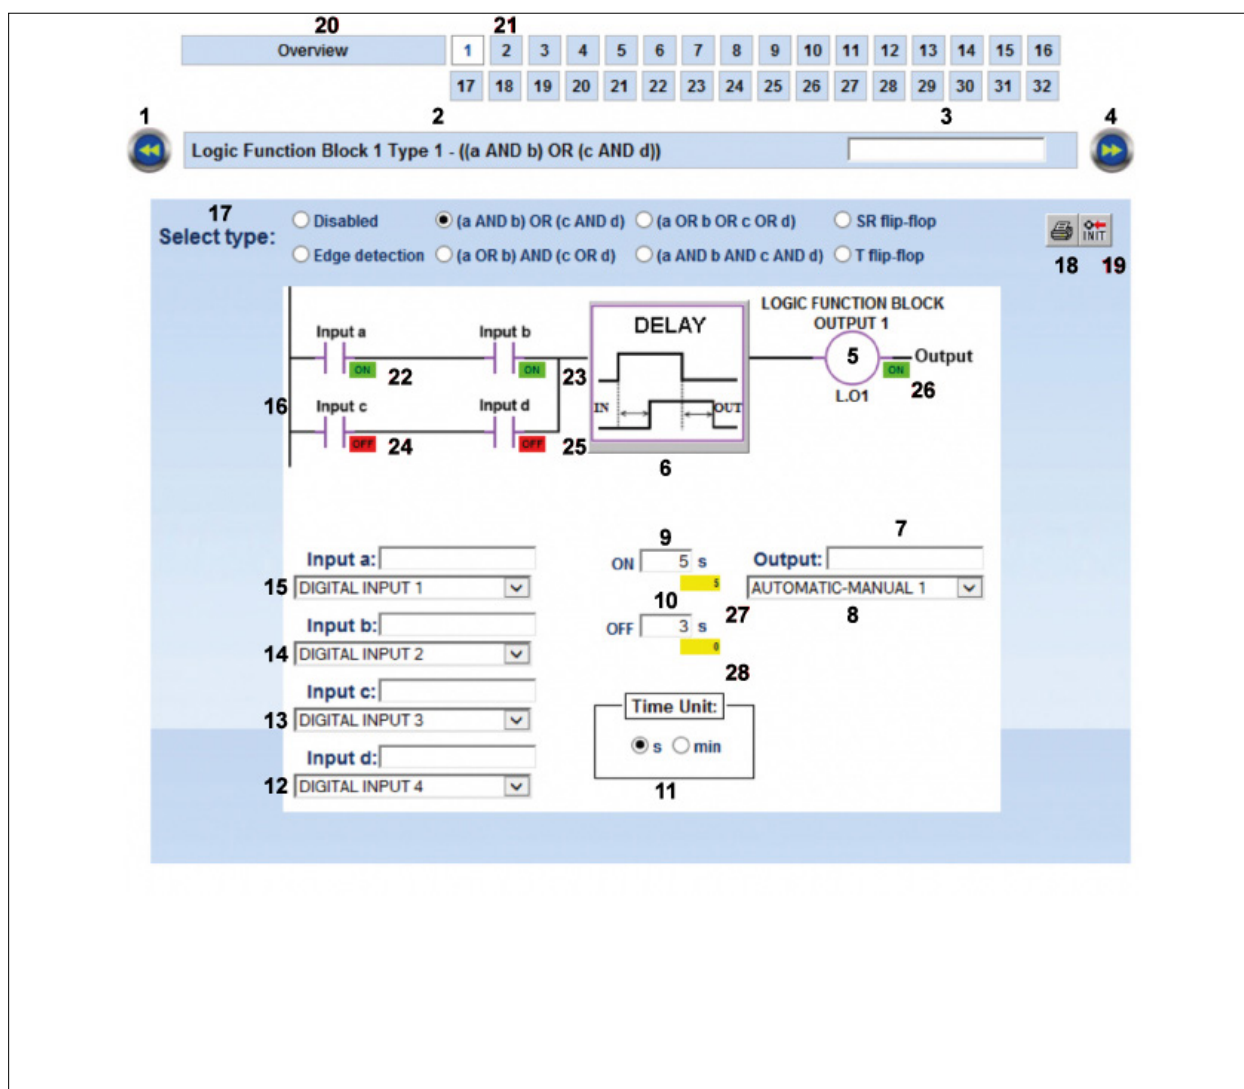 20 21
Overview 1 2 3 4 5 6 7 8 9 10 11 12 13 14 15 16
17 18 19 20 21 22 23 24 25 26 27 28 29 30 31 32
1 2 3 4
Logic Function Block 1 Type 1 - ((a AND b) OR (c AND d))
17
Select type:
Disabled (a AND b) OR (c AND d) (a OR b OR c OR d) SR flip-flop
Edge detection (a OR b) AND (c OR d) (a AND b AND c AND d) T flip-flop
INIT
18 19
LOGIC FUNCTION BLOCK
OUTPUT 1
Input a Input b DELAY
5 Output
ON 22 ON 23 ON 26
L.O1
16 Input c Input d IN OUT
OFF 24 OFF 25
6
9 7
Input a: ON 5 s Output:
15 DIGITAL INPUT 1 5 AUTOMATIC-MANUAL 1
10 27 8
Input b: OFF 3 s
14 DIGITAL INPUT 2 0
28
Input c: Time Unit:
13 DIGITAL INPUT 3
s min
Input d:
12 DIGITAL INPUT 4 11